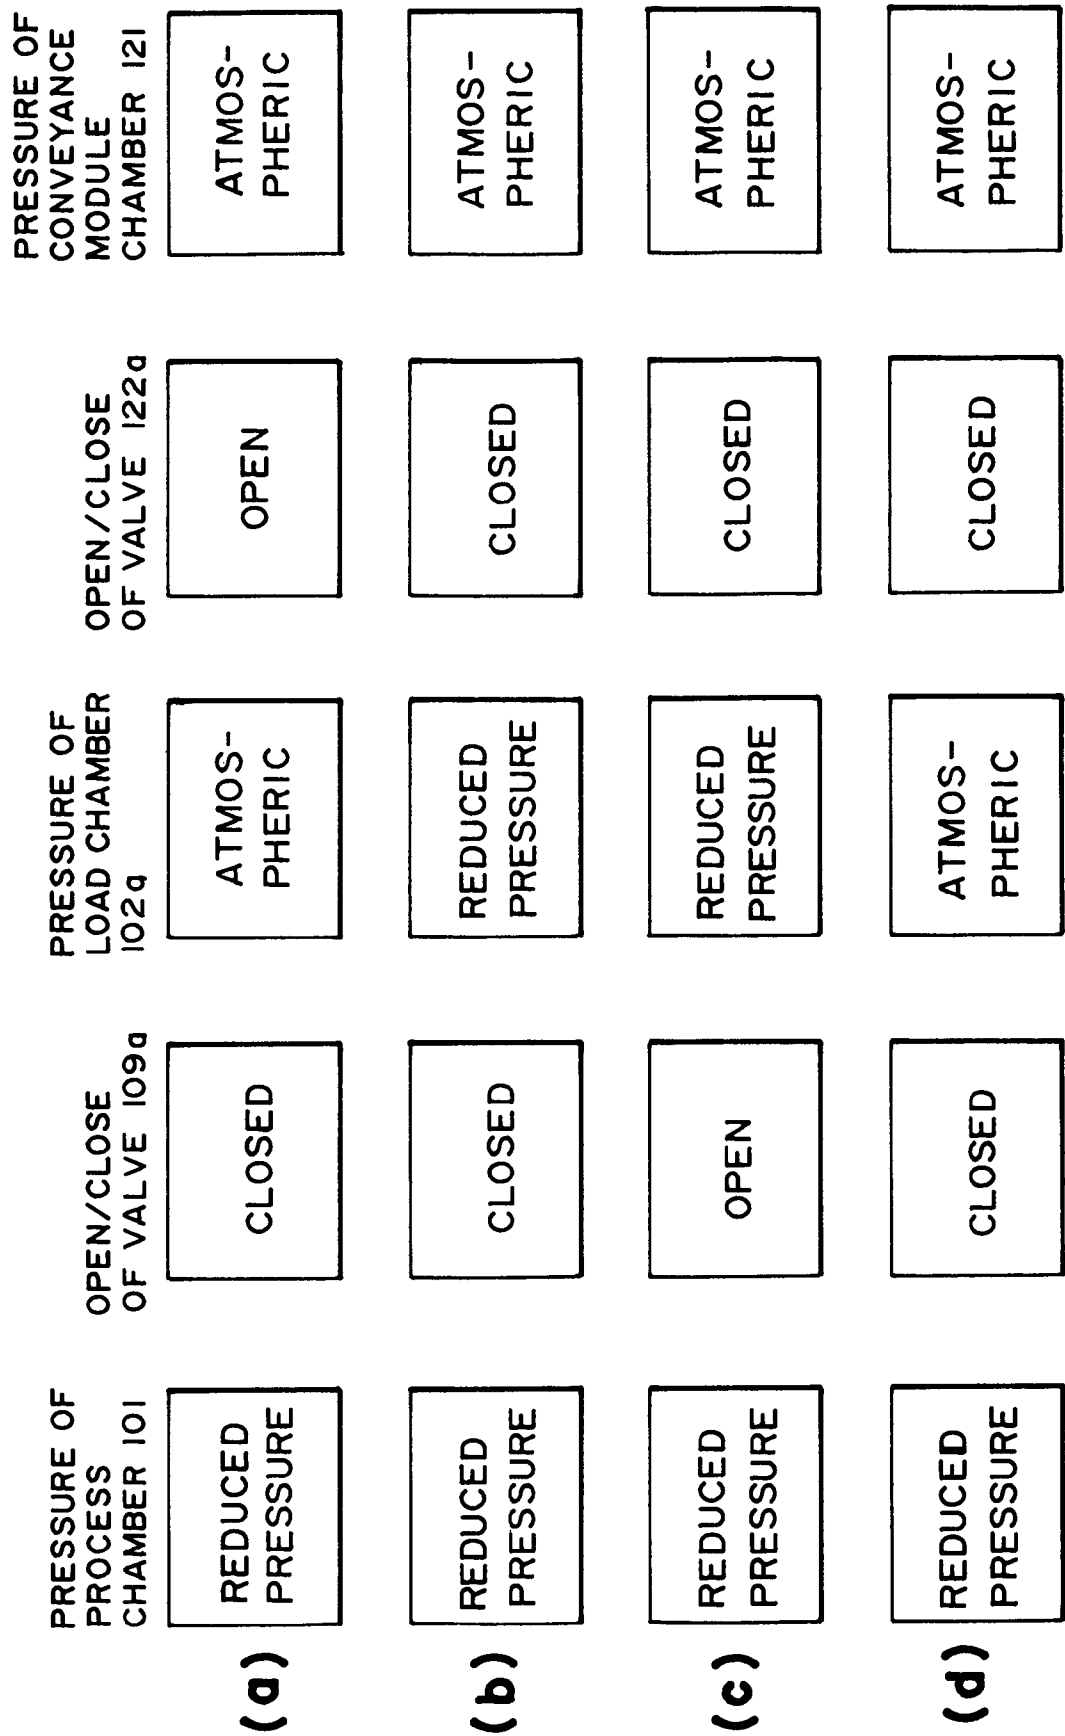 PRESSURE OF
PROCESS
CHAMBER 101
OPEN/CLOSE
OF VALVE 109a
PRESSURE OF
LOAD CHAMBER
102a
OPEN/CLOSE
OF VALVE 122a
PRESSURE OF
CONVEYANCE
MODULE
CHAMBER 121
(a)
REDUCED
PRESSURE
CLOSED
ATMOS-
PHERIC
OPEN
ATMOS-
PHERIC
(b)
REDUCED
PRESSURE
CLOSED
REDUCED
PRESSURE
CLOSED
ATMOS-
PHERIC
(c)
REDUCED
PRESSURE
OPEN
REDUCED
PRESSURE
CLOSED
ATMOS-
PHERIC
(d)
REDUCED
PRESSURE
CLOSED
ATMOS-
PHERIC
CLOSED
ATMOS-
PHERIC